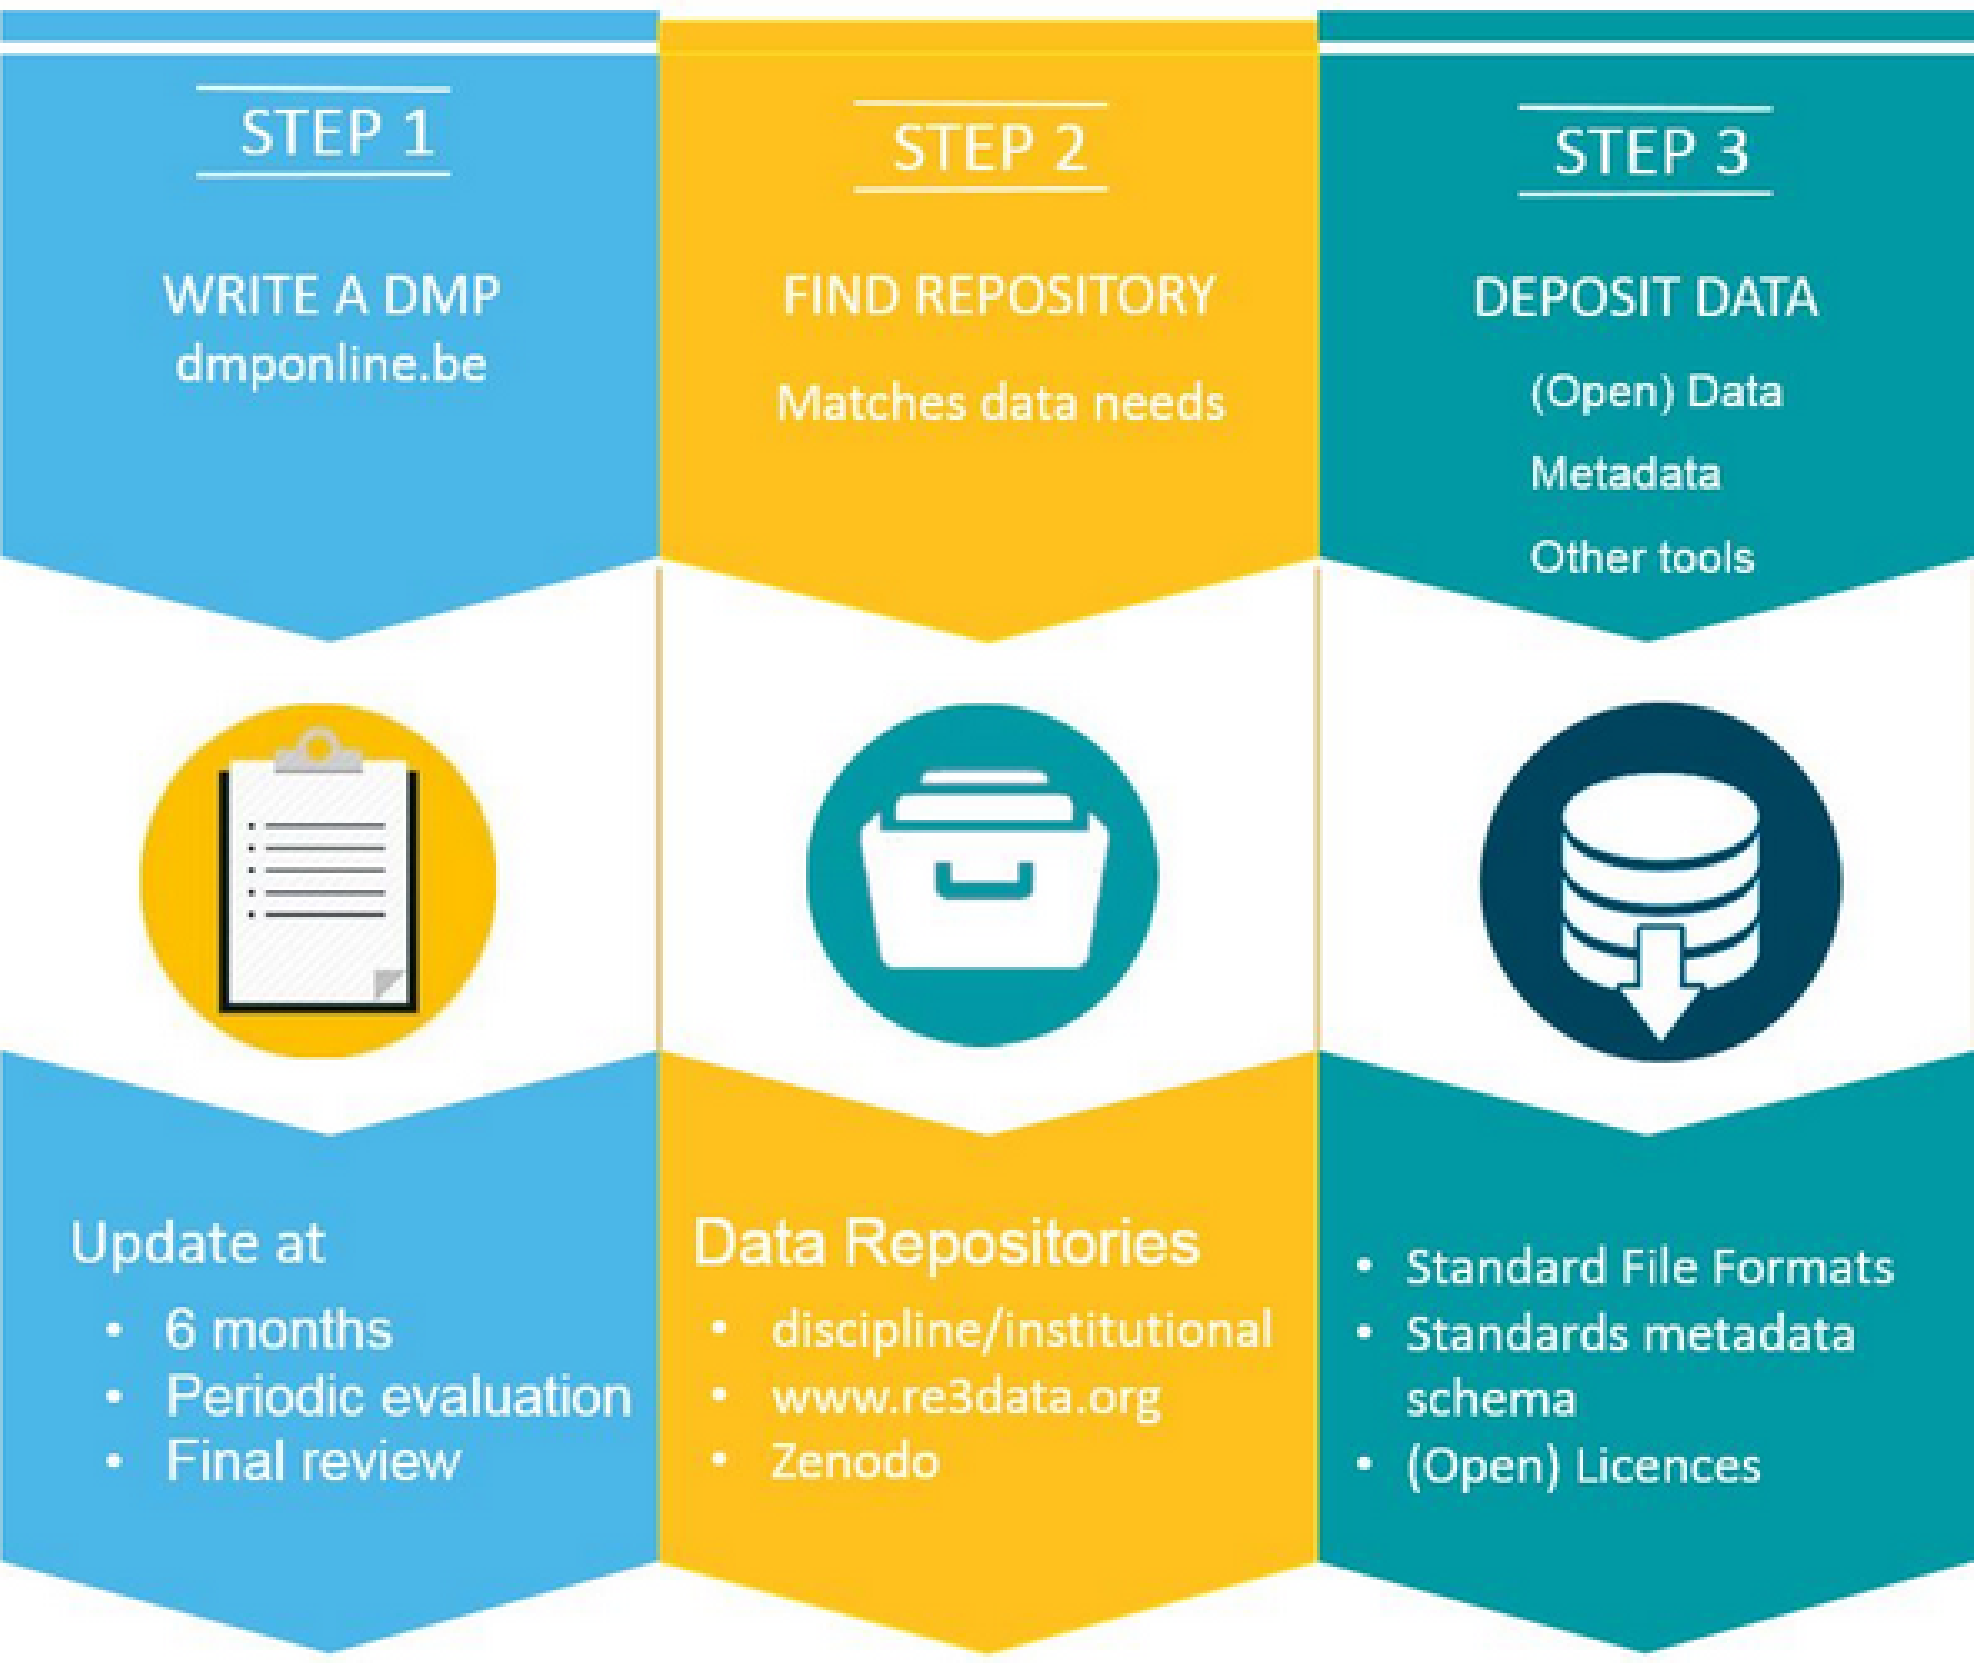 STEP 1
WRITE A DMP
dmponline.be
Update at
• 6 months
• Periodic evaluation
• Final review
STEP 2
FIND REPOSITORY
Matches data needs
Data Repositories
• discipline/institutional
• www.re3data.org
• Zenodo
STEP 3
DEPOSIT DATA
(Open) Data
Metadata
Other tools
• Standard File Formats
• Standards metadata
schema
• (Open) Licences